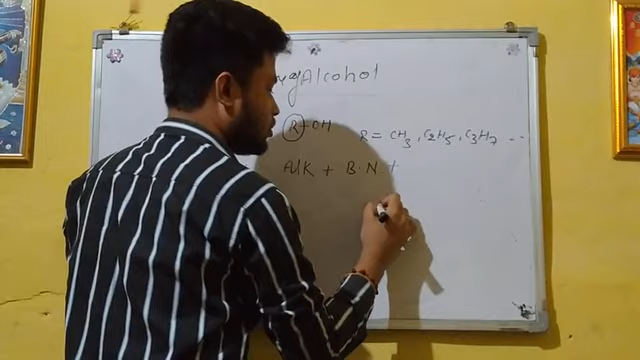 Alcohol
R-OH R = CH3, C2H5, C3H7 ...
Alk + B.N. +